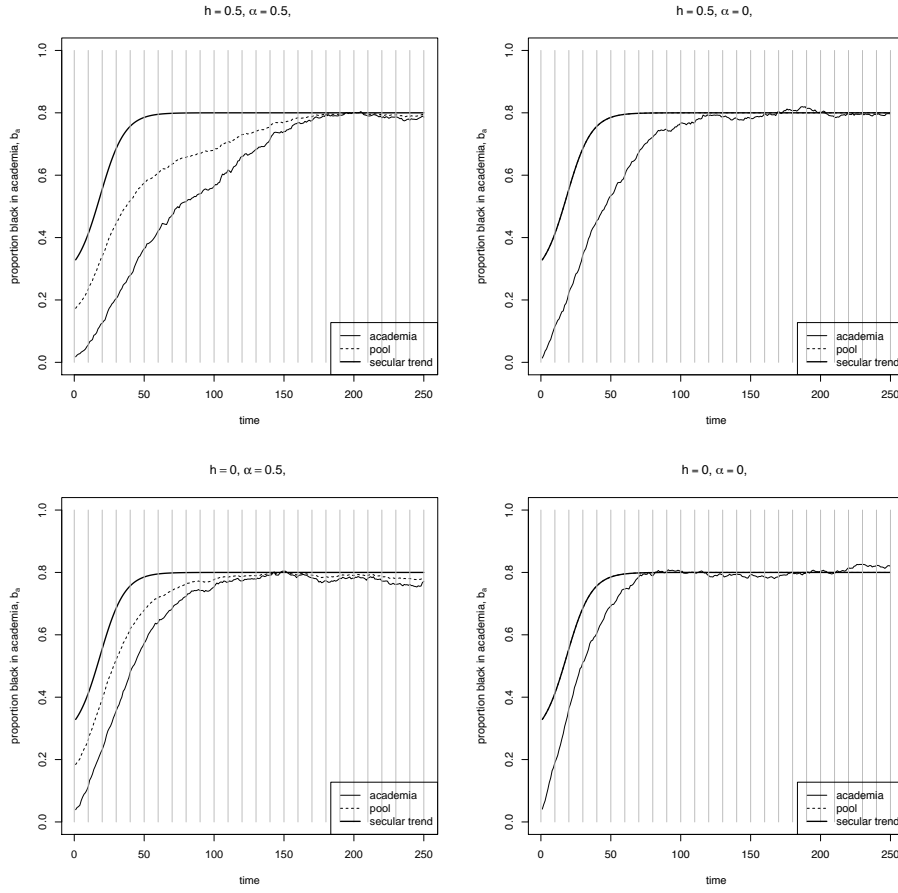 h = 0.5, α = 0.5,
proportion black in academia, ba
1.0
0.8
0.6
0.4
0.2
0.0
0 50 100 150 200 250
time
academia
pool
secular trend
h = 0.5, α = 0,
proportion black in academia, ba
1.0
0.8
0.6
0.4
0.2
0.0
0 50 100 150 200 250
time
academia
pool
secular trend
h = 0, α = 0.5,
proportion black in academia, ba
1.0
0.8
0.6
0.4
0.2
0.0
0 50 100 150 200 250
time
academia
pool
secular trend
h = 0, α = 0,
proportion black in academia, ba
1.0
0.8
0.6
0.4
0.2
0.0
0 50 100 150 200 250
time
academia
pool
secular trend